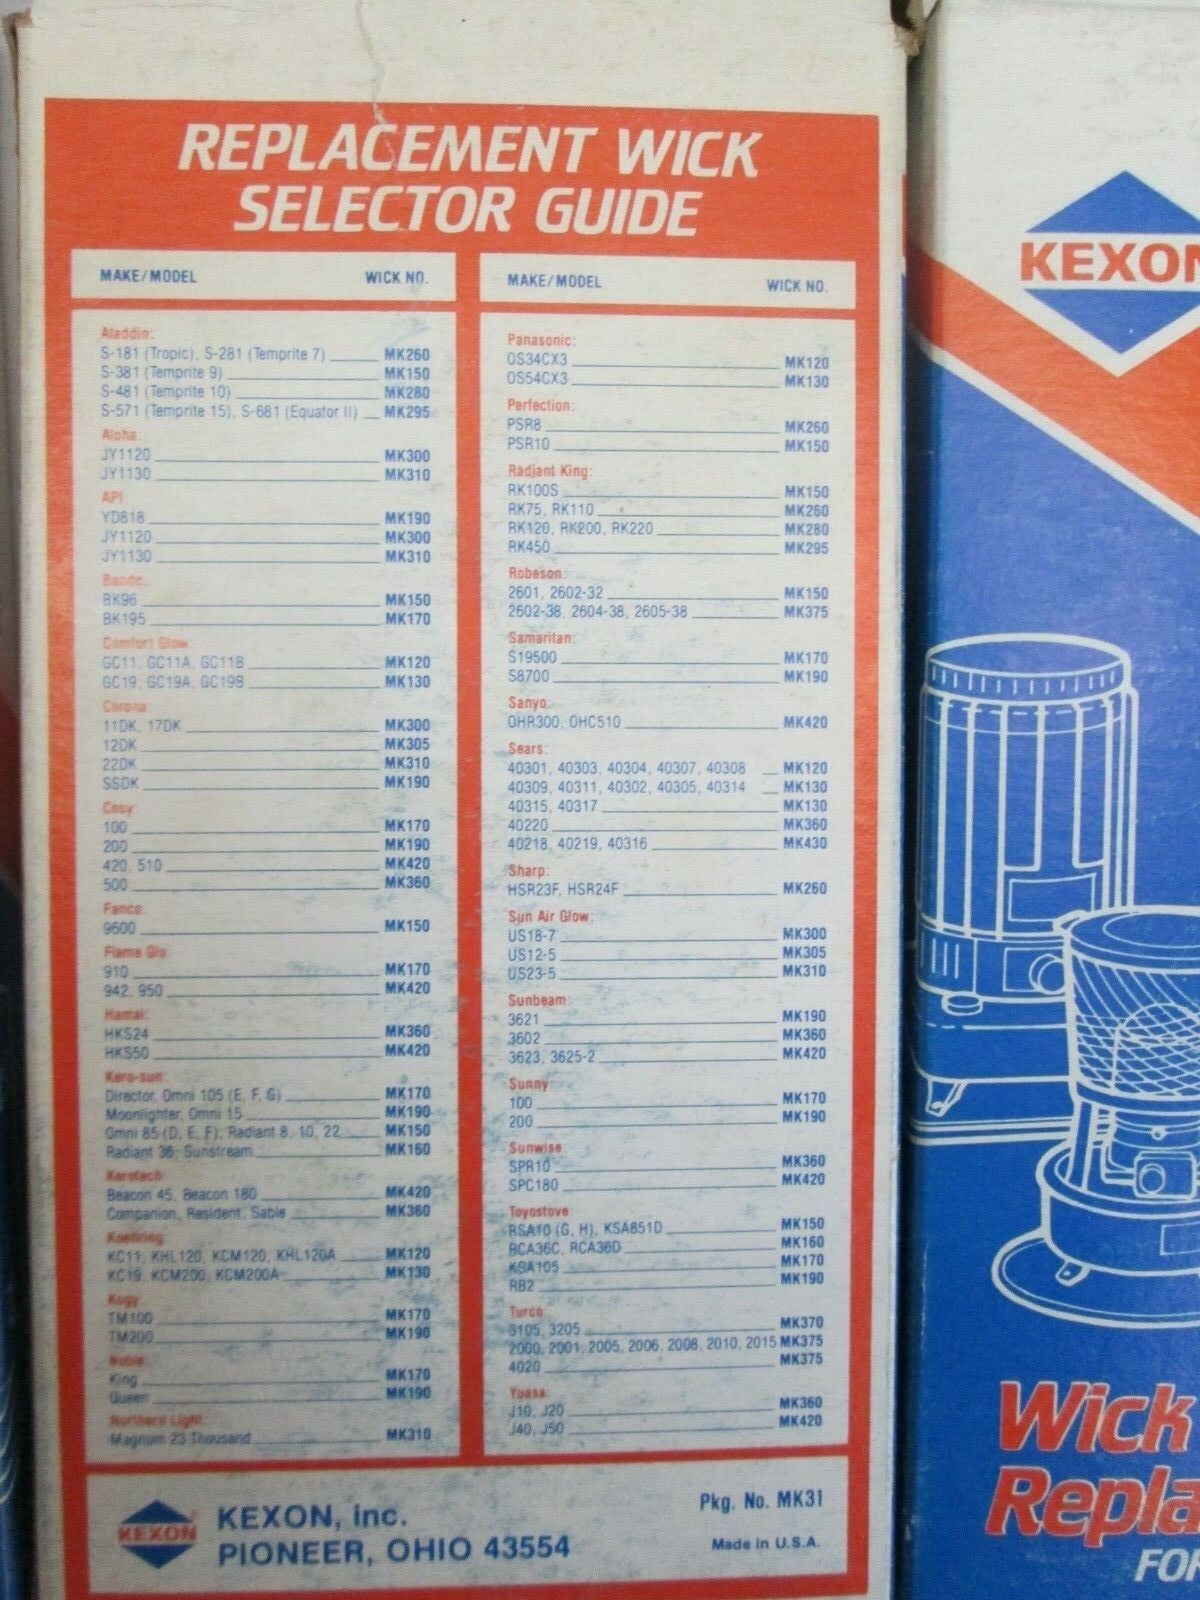 REPLACEMENT WICK
SELECTOR GUIDE
MAKE/MODEL WICK NO.
Aladdin:
S-181 (Tropic), S-281 (Temprite 7) MK260
S-381 (Temprite 9) MK150
S-481 (Temprite 10) MK280
S-571 (Temprite 15), S-681 (Equator II) MK295
Aloha:
JY1120 MK300
JY1130 MK310
API
YD818 MK190
JY1120 MK300
JY1130 MK310
Bando:
BK96 MK150
BK195 MK170
Comfort Glow
GC11, GC11A, GC11B MK120
GC19, GC19A, GC19B MK130
Corona:
11DK, 17DK MK300
12DK MK305
22DK MK310
SSDK MK190
Cosy:
100 MK170
200 MK190
420, 510 MK420
500 MK360
Fanco:
9600 MK150
Flame Glo:
910 MK170
942, 950 MK420
Hamai:
HKS24 MK360
HKS50 MK420
Kero-sun:
Director, Omni 105 (E, F, G) MK170
Moonlighter, Omni 15 MK190
Omni 85 (D, E, F), Radiant 8, 10, 22 MK150
Radiant 36, Sunstream MK160
Kerotech:
Beacon 45, Beacon 180 MK420
Companion, Resident, Sable MK360
Koehring:
KC11, KHL120, KCM120, KHL120A MK120
KC19, KCM200, KCM200A MK130
Kogy:
TM100 MK170
TM200 MK190
Noble:
King MK170
Queen MK190
Northern Light
Magnum 23 Thousand MK310
MAKE/MODEL WICK NO.
Panasonic:
OS34CX3 MK120
OS54CX3 MK130
Perfection:
PSR8 MK260
PSR10 MK150
Radiant King:
RK100S MK150
RK75, RK110 MK260
RK120, RK200, RK220 MK280
RK450 MK295
Robeson:
2601, 2602-32 MK150
2602-38, 2604-38, 2605-38 MK375
Samaritan:
S19500 MK170
S8700 MK190
Sanyo:
OHR300, OHC510 MK420
Sears:
40301, 40303, 40304, 40307, 40308 MK120
40309, 40311, 40302, 40305, 40314 MK130
40315, 40317 MK130
40220 MK360
40218, 40219, 40316 MK430
Sharp:
HSR23F, HSR24F MK260
Sun Air Glow:
US18-7 MK300
US12-5 MK305
US23-5 MK310
Sunbeam:
3621 MK190
3602 MK360
3623, 3625-2 MK420
Sunny:
100 MK170
200 MK190
Sunwise:
SPR10 MK360
SPC180 MK420
Toyostove:
RSA10 (G, H), KSA851D MK150
RCA36C, RCA36D MK160
KSA105 MK170
RB2 MK190
Turco:
3105, 3205 MK370
2000, 2001, 2005, 2006, 2008, 2010, 2015 MK375
4020 MK375
Yuasa:
J10, J20 MK360
J40, J50 MK420
KEXON
KEXON, inc.
PIONEER, OHIO 43554
Pkg. No. MK31
Made in U.S.A.
KEXON
Wick
Repla
FOR